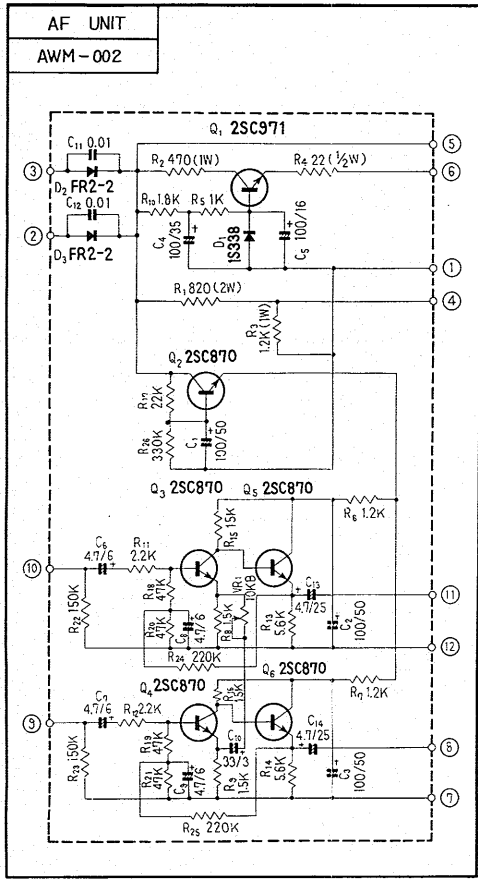 AF UNIT
AWM-002
Q1 2SC971
C11 0.01
D2 FR2-2
R2 470 (1W)
R4 22 (1/2W)
5
3
6
C12 0.01
D3 FR2-2
2
R10 1.8K
R5 1K
C4 100/35
D1 1S338
C5 100/16
1
R1 820 (2W)
4
R3 1.2K (1W)
Q2 2SC870
R17 22K
R26 330K
C1 100/50
Q3 2SC870
Q5 2SC870
R15 15K
R6 1.2K
10
C6 4.7/6
R11 2.2K
R18 47K
VR1 10KB
C13 4.7/25
11
R22 150K
R20 47K
C8 4.7/6
R8 1.5K
R13 5.6K
C2 100/50
12
R24 220K
Q4 2SC870
Q6 2SC870
R16 15K
R7 1.2K
9
C7 4.7/6
R12 2.2K
R19 47K
C10 33/3
C14 4.7/25
8
R23 150K
R21 47K
C9 4.7/6
R9 1.5K
R14 5.6K
C3 100/50
7
R25 220K